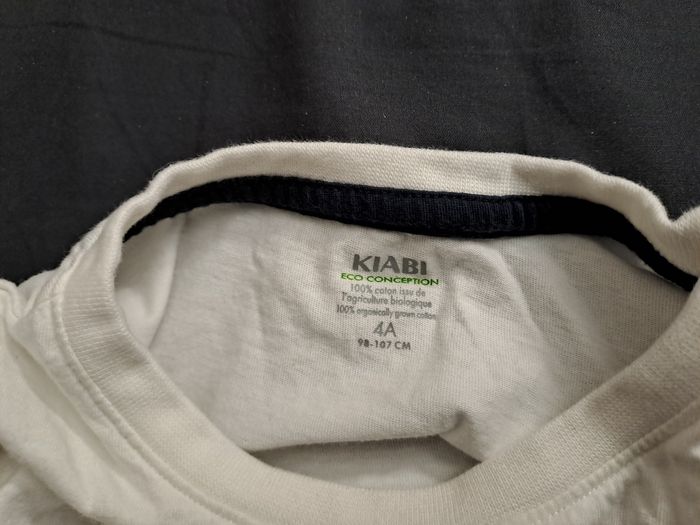 KIABI
ECO CONCEPTION
100% coton issu de
l'agriculture biologique
100% organically grown cotton
4A
98-107 CM